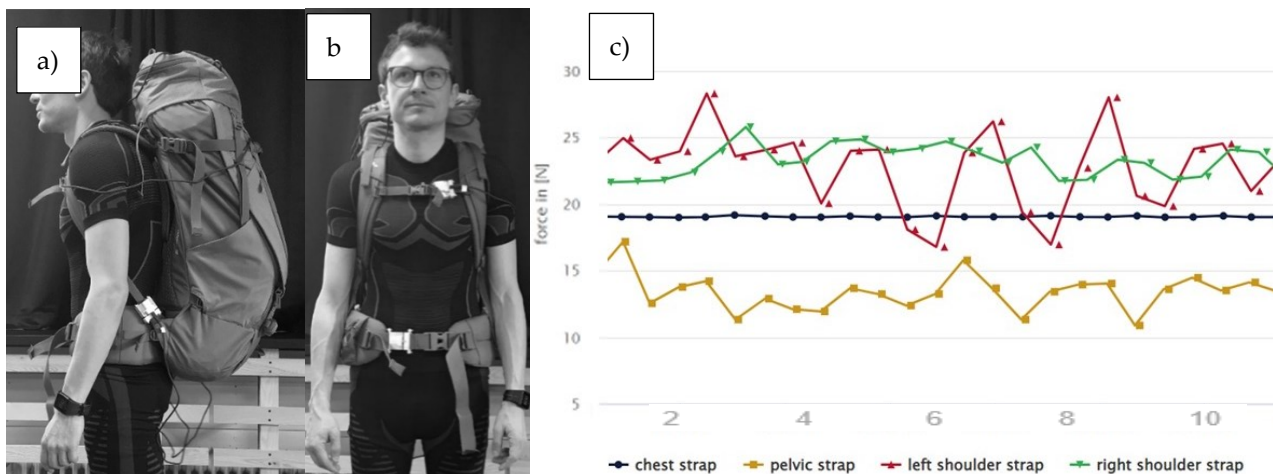 a)
b
c)
30
25
20
15
10
5
force in [N]
2 4 6 8 10
chest strap pelvic strap left shoulder strap right shoulder strap